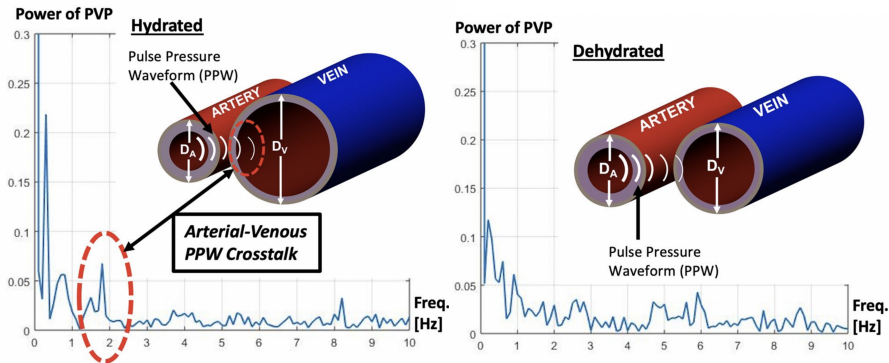 Power of PVP
Hydrated
Pulse Pressure
Waveform (PPW)
ARTERY
VEIN
D_A
D_V
Arterial-Venous
PPW Crosstalk
0.3
0.25
0.2
0.15
0.1
0.05
0
0 1 2 3 4 5 6 7 8 9 10
Freq.
[Hz]
Power of PVP
Dehydrated
ARTERY
VEIN
D_A
D_V
Pulse Pressure
Waveform (PPW)
0.3
0.25
0.2
0.15
0.1
0.05
0
0 1 2 3 4 5 6 7 8 9 10
Freq.
[Hz]